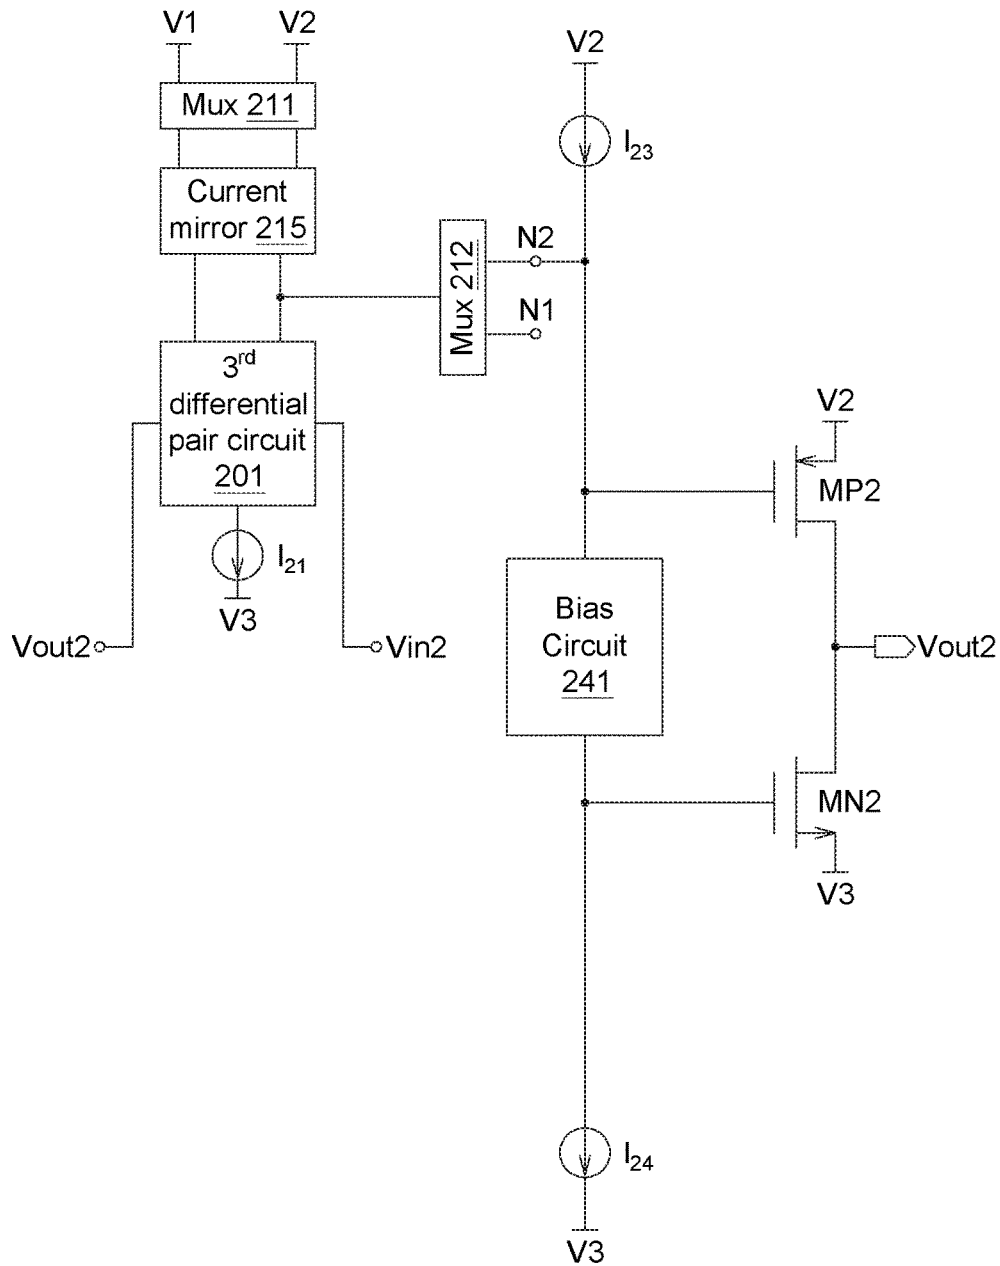 V1
V2
Mux 211
Current
mirror 215
3rd
differential
pair circuit
201
I21
V3
Vout2
Vin2
Mux 212
N2
N1
V2
I23
V2
MP2
Bias
Circuit
241
Vout2
MN2
V3
I24
V3